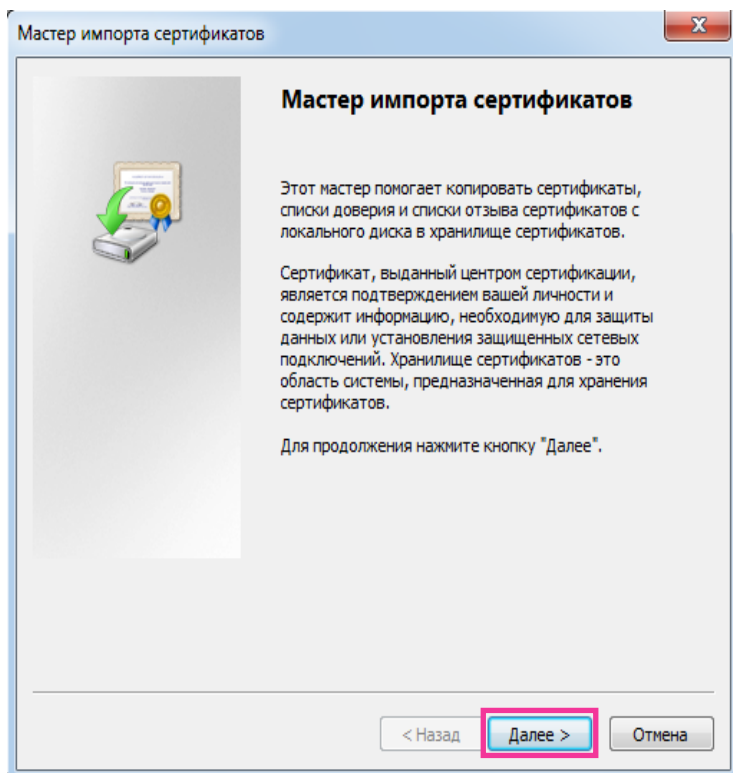 Мастер импорта сертификатов
Мастер импорта сертификатов
Этот мастер помогает копировать сертификаты,
списки доверия и списки отзыва сертификатов с
локального диска в хранилище сертификатов.
Сертификат, выданный центром сертификации,
является подтверждением вашей личности и
содержит информацию, необходимую для защиты
данных или установления защищенных сетевых
подключений. Хранилище сертификатов - это
область системы, предназначенная для хранения
сертификатов.
Для продолжения нажмите кнопку "Далее".
< Назад
Далее >
Отмена